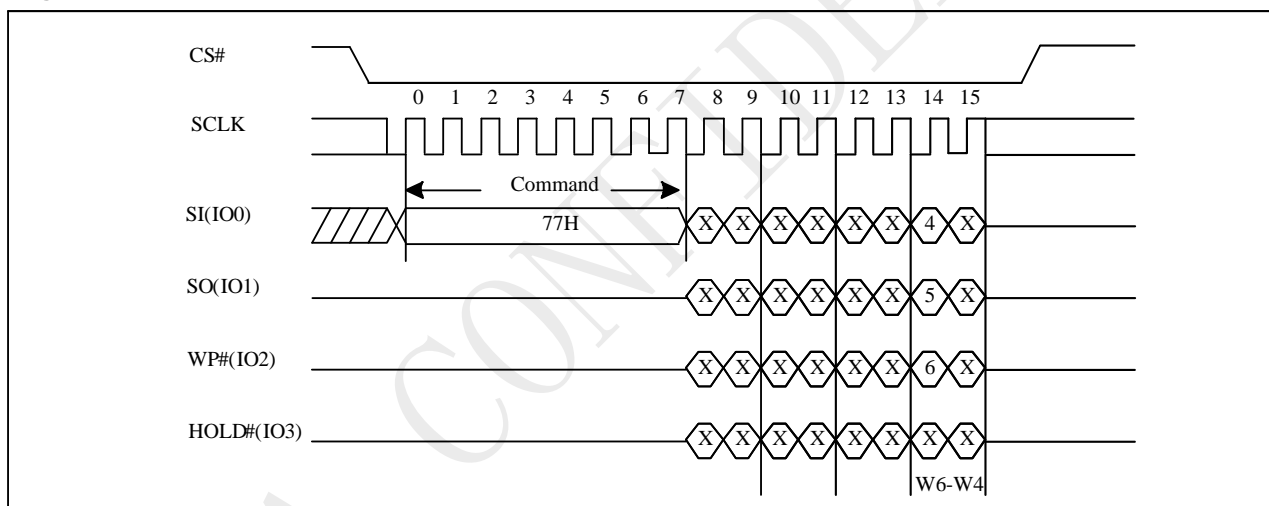 CS#
0 1 2 3 4 5 6 7 8 9 10 11 12 13 14 15
SCLK
Command
SI(IO0) 77H X X X X X X 4 X
SO(IO1) X X X X X X 5 X
WP#(IO2) X X X X X X 6 X
HOLD#(IO3) X X X X X X X X
W6-W4